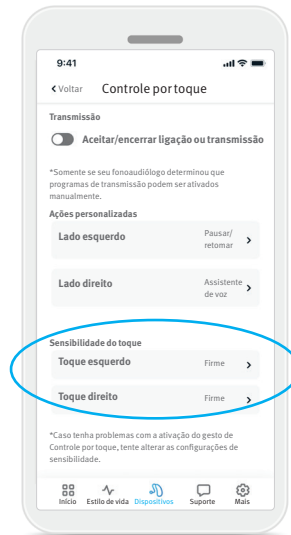 9:41
Voltar Controle por toque
Transmissão
Aceitar/encerrar ligação ou transmissão
*Somente se seu fonoaudiólogo determinou que
programas de transmissão podem ser ativados
manualmente.
Ações personalizadas
Lado esquerdo Pausar/
retomar
Lado direito Assistente
de voz
Sensibilidade do toque
Toque esquerdo Firme
Toque direito Firme
*Caso tenha problemas com a ativação do gesto de
Controle por toque, tente alterar as configurações de
sensibilidade.
Início Estilo de vida Dispositivos Suporte Mais